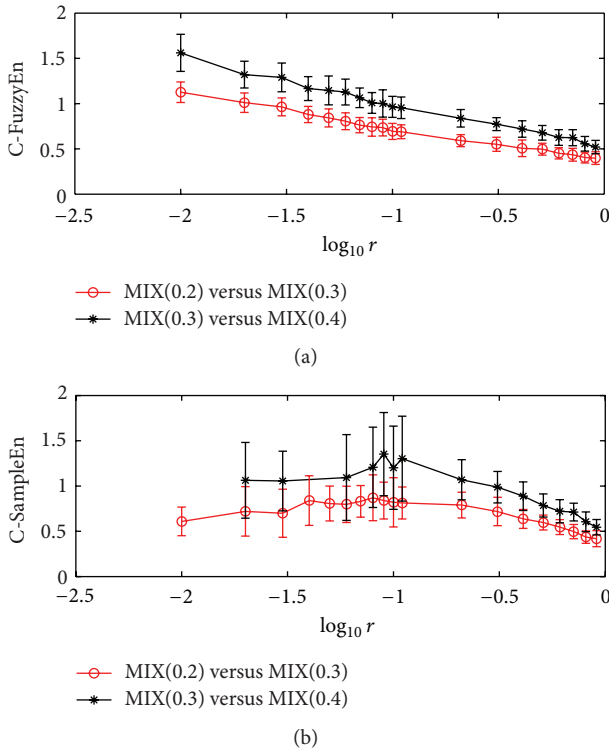 2
1.5
1
0.5
0
C-FuzzyEn
−2.5 −2 −1.5 −1 −0.5 0
log10 r
MIX(0.2) versus MIX(0.3)
MIX(0.3) versus MIX(0.4)
(a)
2
1.5
1
0.5
0
C-SampleEn
−2.5 −2 −1.5 −1 −0.5 0
log10 r
MIX(0.2) versus MIX(0.3)
MIX(0.3) versus MIX(0.4)
(b)